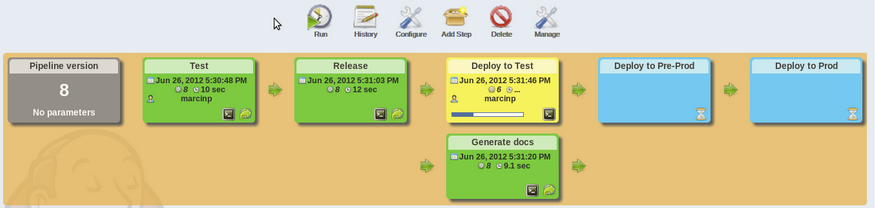 Run History Configure Add Step Delete Manage
Pipeline version
8
No parameters
Test
Jun 26, 2012 5:30:48 PM
8 10 sec
marcinp
Release
Jun 26, 2012 5:31:03 PM
8 12 sec
Deploy to Test
Jun 26, 2012 5:31:46 PM
6 ...
marcinp
Deploy to Pre-Prod
Deploy to Prod
Generate docs
Jun 26, 2012 5:31:20 PM
8 9.1 sec